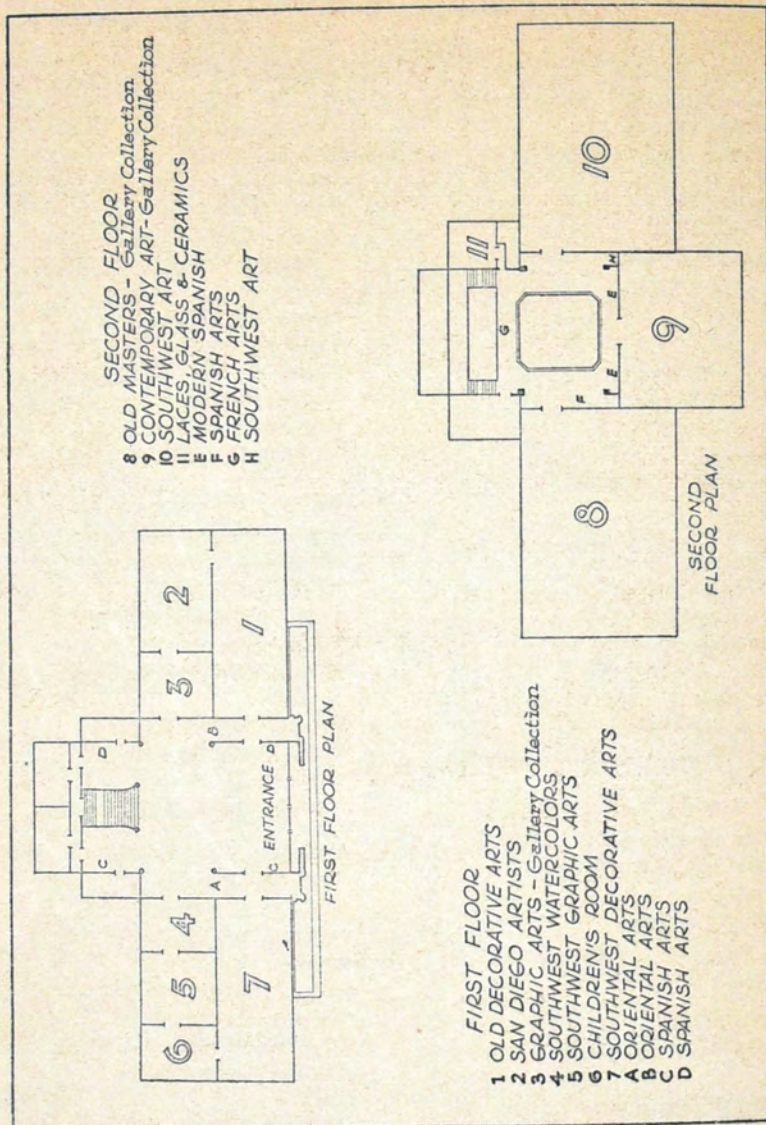 FIRST FLOOR
1 OLD DECORATIVE ARTS
2 SAN DIEGO ARTISTS
3 GRAPHIC ARTS - Gallery Collection
4 SOUTHWEST WATERCOLORS
5 SOUTHWEST GRAPHIC ARTS
6 CHILDREN'S ROOM
7 SOUTHWEST DECORATIVE ARTS
A ORIENTAL ARTS
B ORIENTAL ARTS
C SPANISH ARTS
D SPANISH ARTS
6
5
4
7
C
D
A
B
C
ENTRANCE
D
3
2
1
FIRST FLOOR PLAN
SECOND FLOOR
8 OLD MASTERS - Gallery Collection
9 CONTEMPORARY ART - Gallery Collection
10 SOUTHWEST ART
11 LACES, GLASS & CERAMICS
E MODERN SPANISH
F SPANISH ARTS
G FRENCH ARTS
H SOUTHWEST ART
8
G
11
10
F
E
E
H
9
SECOND
FLOOR PLAN